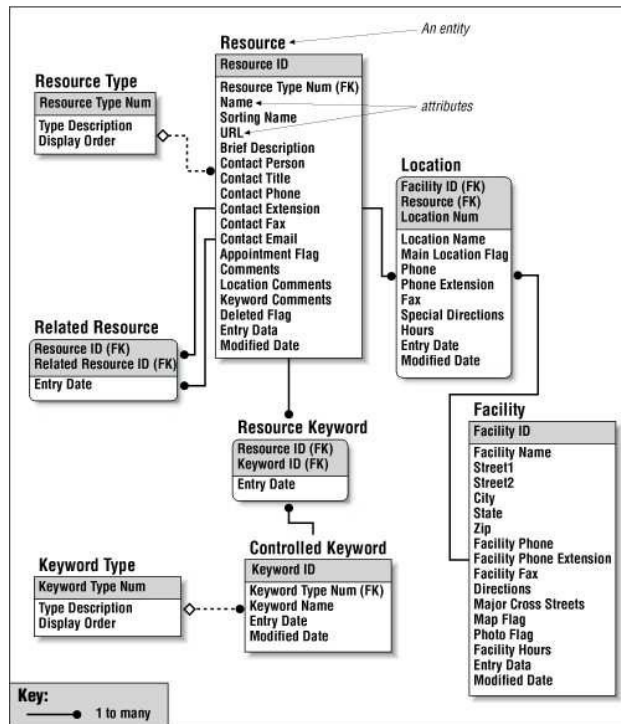 An entity
Resource
Resource ID
Resource Type Num (FK)
Name
attributes
Sorting Name
URL
Brief Description
Contact Person
Contact Title
Contact Phone
Contact Extension
Contact Fax
Contact Email
Appointment Flag
Comments
Location Comments
Keyword Comments
Deleted Flag
Entry Data
Modified Date
Resource Type
Resource Type Num
Type Description
Display Order
Location
Facility ID (FK)
Resource (FK)
Location Num
Location Name
Main Location Flag
Phone
Phone Extension
Fax
Special Directions
Hours
Entry Date
Modified Date
Related Resource
Resource ID (FK)
Related Resource ID (FK)
Entry Date
Resource Keyword
Resource ID (FK)
Keyword ID (FK)
Entry Date
Facility
Facility ID
Facility Name
Street1
Street2
City
State
Zip
Facility Phone
Facility Phone Extension
Facility Fax
Directions
Major Cross Streets
Map Flag
Photo Flag
Facility Hours
Entry Data
Modified Date
Keyword Type
Keyword Type Num
Type Description
Display Order
Controlled Keyword
Keyword ID
Keyword Type Num (FK)
Keyword Name
Entry Date
Modified Date
Key:
1 to many